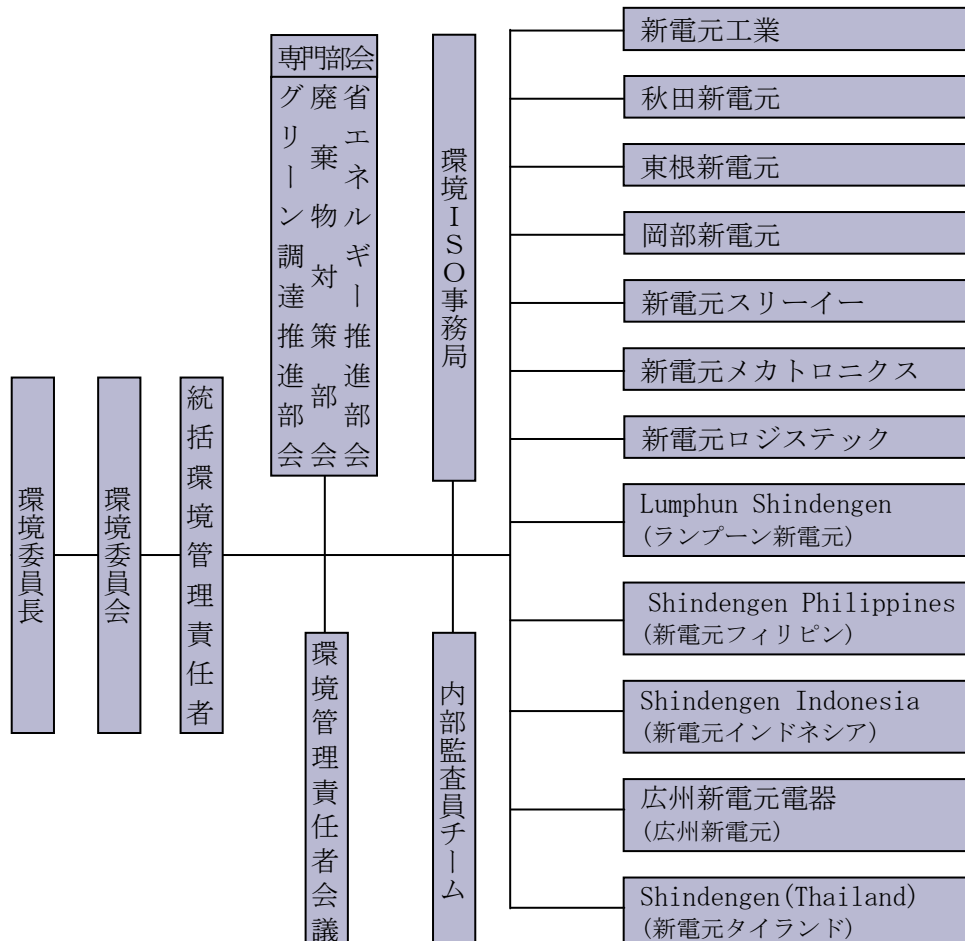 環境委員長
環境委員会
統括環境管理責任者
専門部会
省エネルギー推進部会
廃棄物対策部会
グリーン調達推進部会
環境管理責任者会議
環境ISO事務局
内部監査員チーム
新電元工業
秋田新電元
東根新電元
岡部新電元
新電元スリーイー
新電元メカトロニクス
新電元ロジステック
Lumphun Shindengen
(ランプーン新電元)
Shindengen Philippines
(新電元フィリピン)
Shindengen Indonesia
(新電元インドネシア)
広州新電元電器
(広州新電元)
Shindengen(Thailand)
(新電元タイランド)